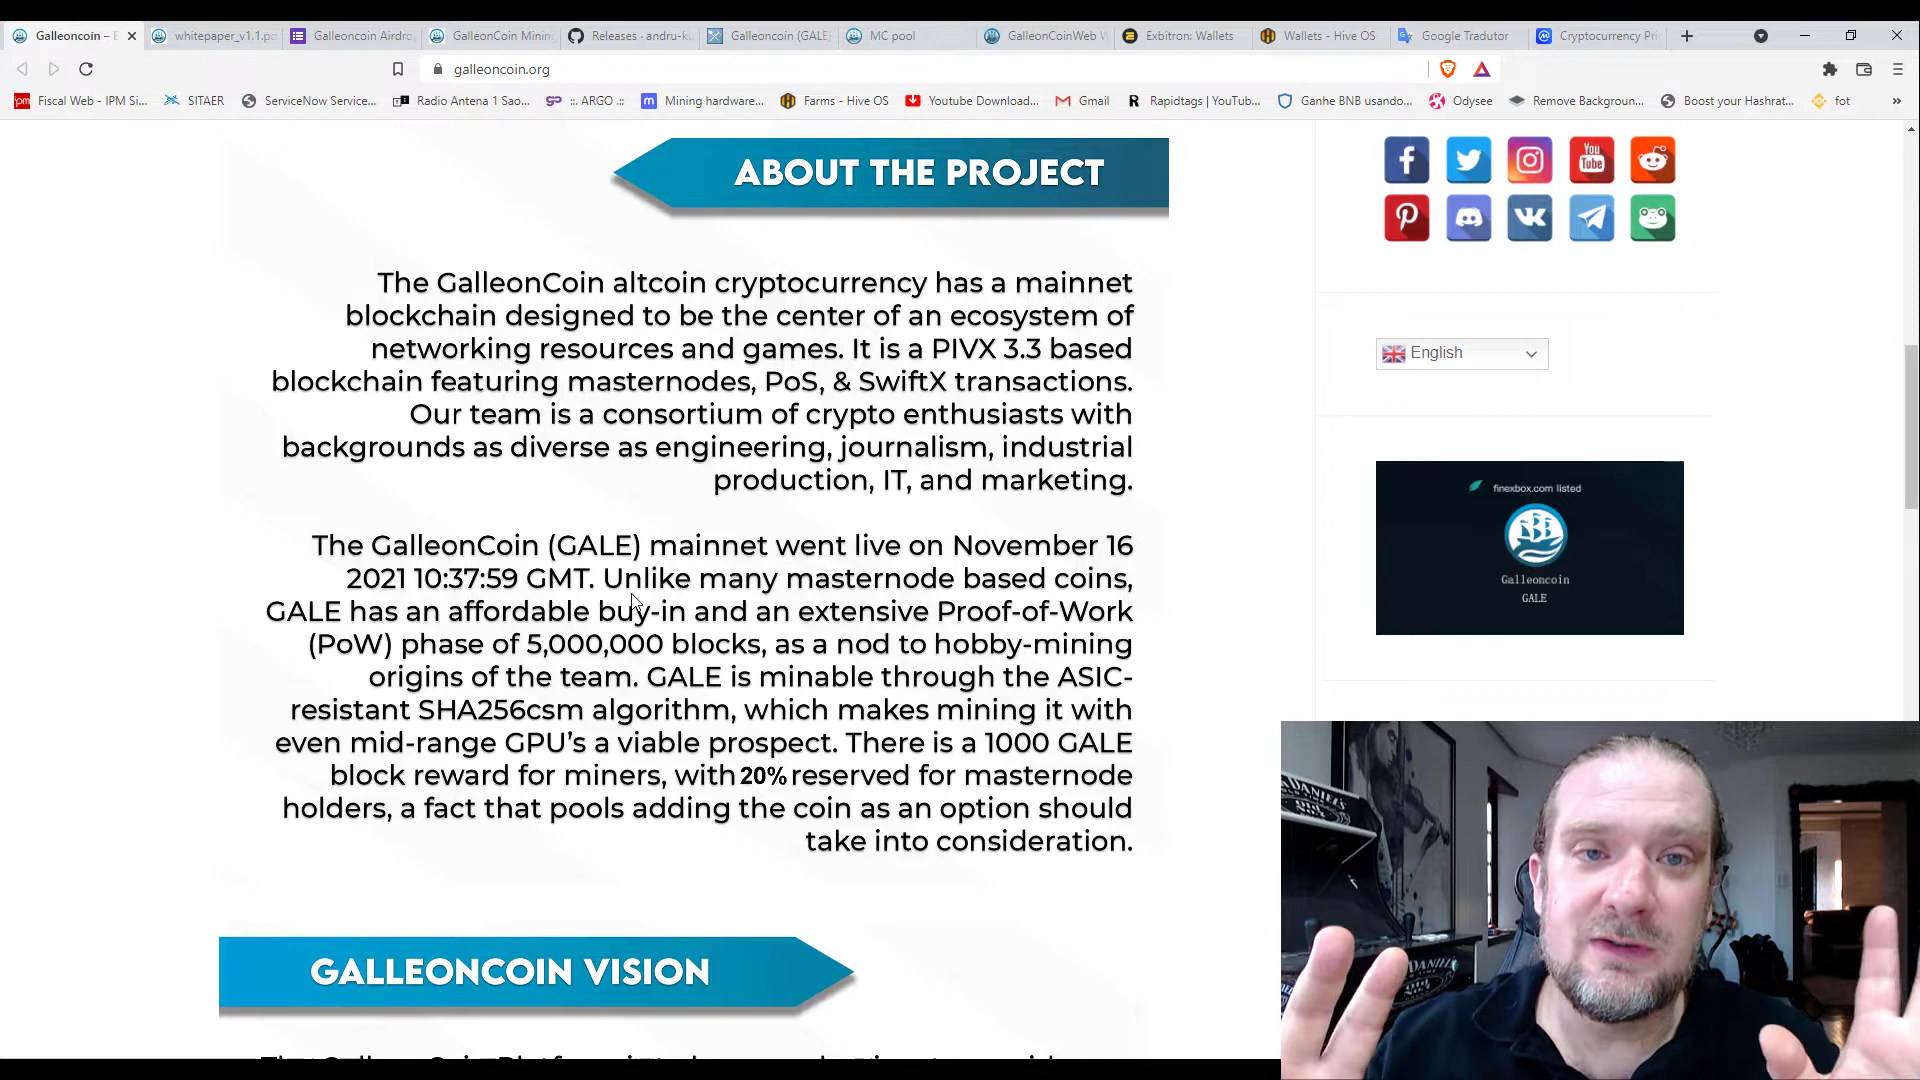 Galleoncoin – E
whitepaper_v1.1.pd
Galleoncoin Airdro
GalleonCoin Minin
Releases · andru-ku
Galleoncoin (GALE)
MC pool
GalleonCoinWeb W
Exbitron: Wallets
Wallets - Hive OS
Google Tradutor
Cryptocurrency Pri
galleoncoin.org
Fiscal Web - IPM Si...
SITAER
ServiceNow Service...
Radio Antena 1 Sao...
::. ARGO .::
Mining hardware...
Farms - Hive OS
Youtube Download...
Gmail
Rapidtags | YouTub...
Ganhe BNB usando...
Odysee
Remove Backgroun...
Boost your Hashrat...
fot
ABOUT THE PROJECT
The GalleonCoin altcoin cryptocurrency has a mainnet
blockchain designed to be the center of an ecosystem of
networking resources and games. It is a PIVX 3.3 based
blockchain featuring masternodes, PoS, & SwiftX transactions.
Our team is a consortium of crypto enthusiasts with
backgrounds as diverse as engineering, journalism, industrial
production, IT, and marketing.
The GalleonCoin (GALE) mainnet went live on November 16
2021 10:37:59 GMT. Unlike many masternode based coins,
GALE has an affordable buy-in and an extensive Proof-of-Work
(PoW) phase of 5,000,000 blocks, as a nod to hobby-mining
origins of the team. GALE is minable through the ASIC-
resistant SHA256csm algorithm, which makes mining it with
even mid-range GPU's a viable prospect. There is a 1000 GALE
block reward for miners, with 20% reserved for masternode
holders, a fact that pools adding the coin as an option should
take into consideration.
GALLEONCOIN VISION
You
Tube
English
finexbox.com listed
Galleoncoin
GALE